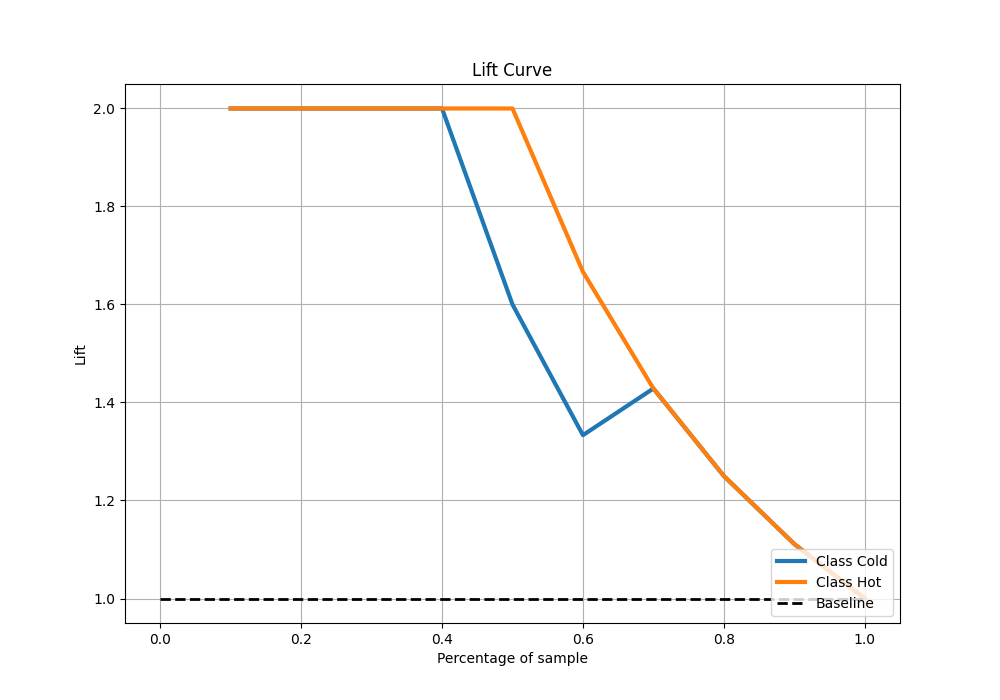 Lift Curve
2.0
1.8
1.6
1.4
1.2
1.0
Lift
0.0 0.2 0.4 0.6 0.8 1.0
Percentage of sample
Class Cold
Class Hot
Baseline